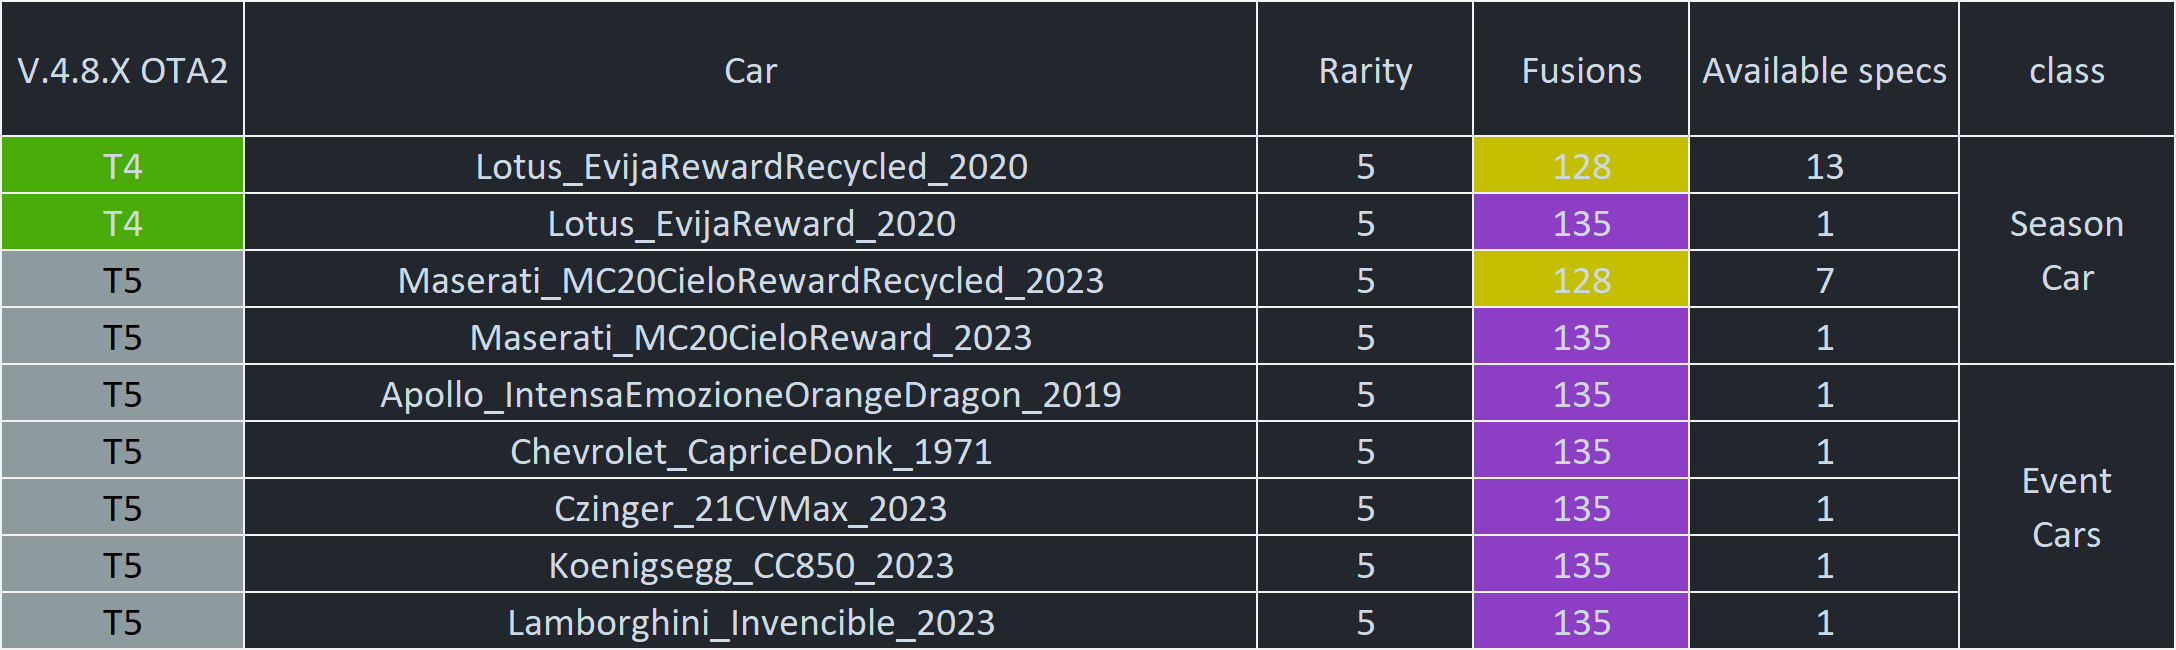 V.4.8.X OTA2 Car Rarity Fusions Available specs class
T4 Lotus_EvijaRewardRecycled_2020 5 128 13
T4 Lotus_EvijaReward_2020 5 135 1
T5 Maserati_MC20CieloRewardRecycled_2023 5 128 7
T5 Maserati_MC20CieloReward_2023 5 135 1
Season
Car
T5 Apollo_IntensaEmozioneOrangeDragon_2019 5 135 1
T5 Chevrolet_CapriceDonk_1971 5 135 1
T5 Czinger_21CVMax_2023 5 135 1
T5 Koenigsegg_CC850_2023 5 135 1
T5 Lamborghini_Invencible_2023 5 135 1
Event
Cars